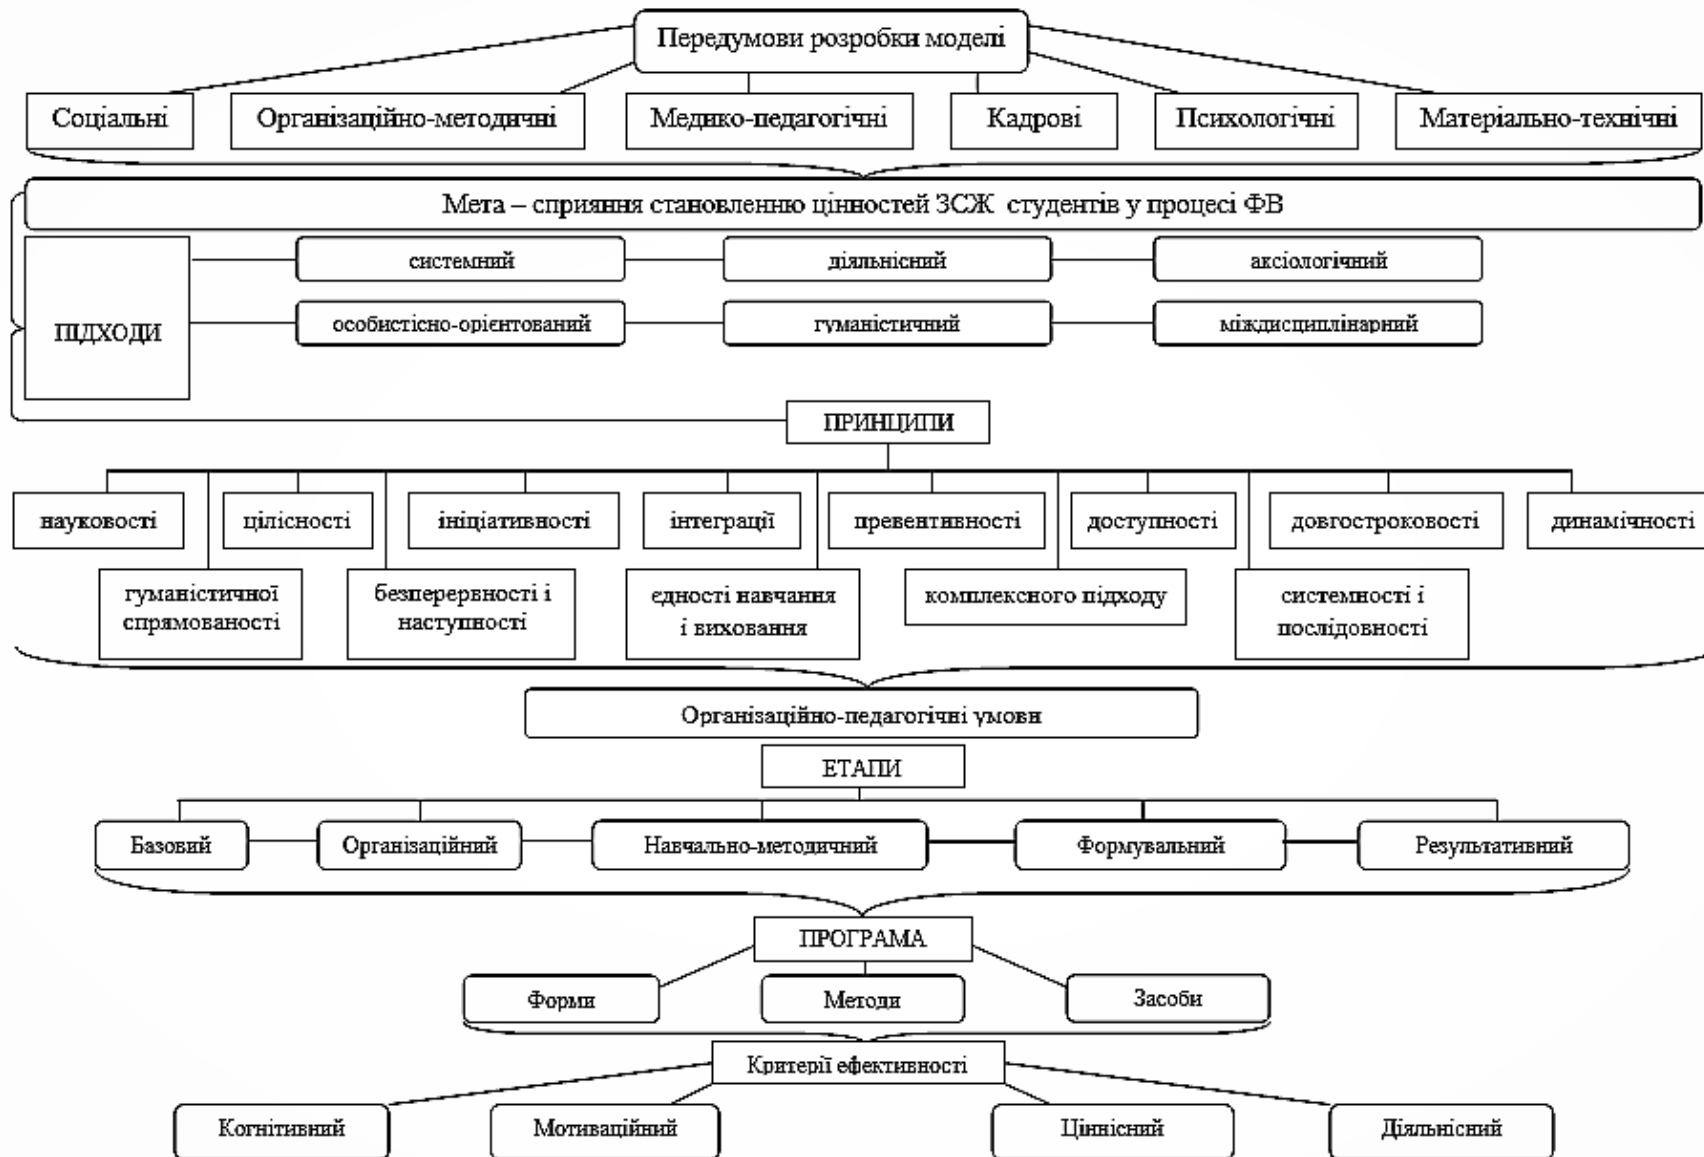 Передумови розробки моделі
Соціальні
Організаційно-методичні
Медико-педагогічні
Кадрові
Психологічні
Матеріально-технічні
Мета – сприяння становленню цінностей ЗСЖ студентів у процесі ФВ
ПІДХОДИ
системний
діяльнісний
аксіологічний
особистісно-орієнтований
гуманістичний
міждисциплінарний
ПРИНЦИПИ
науковості
цілісності
ініціативності
інтеграції
превентивності
доступності
довгостроковості
динамічності
гуманістичної
спрямованості
безперервності і
наступності
єдності навчання
і виховання
комплексного підходу
системності і
послідовності
Організаційно-педагогічні умови
ЕТАПИ
Базовий
Організаційний
Навчально-методичний
Формувальний
Результативний
ПРОГРАМА
Форми
Методи
Засоби
Критерії ефективності
Когнітивний
Мотиваційний
Ціннісний
Діяльнісний